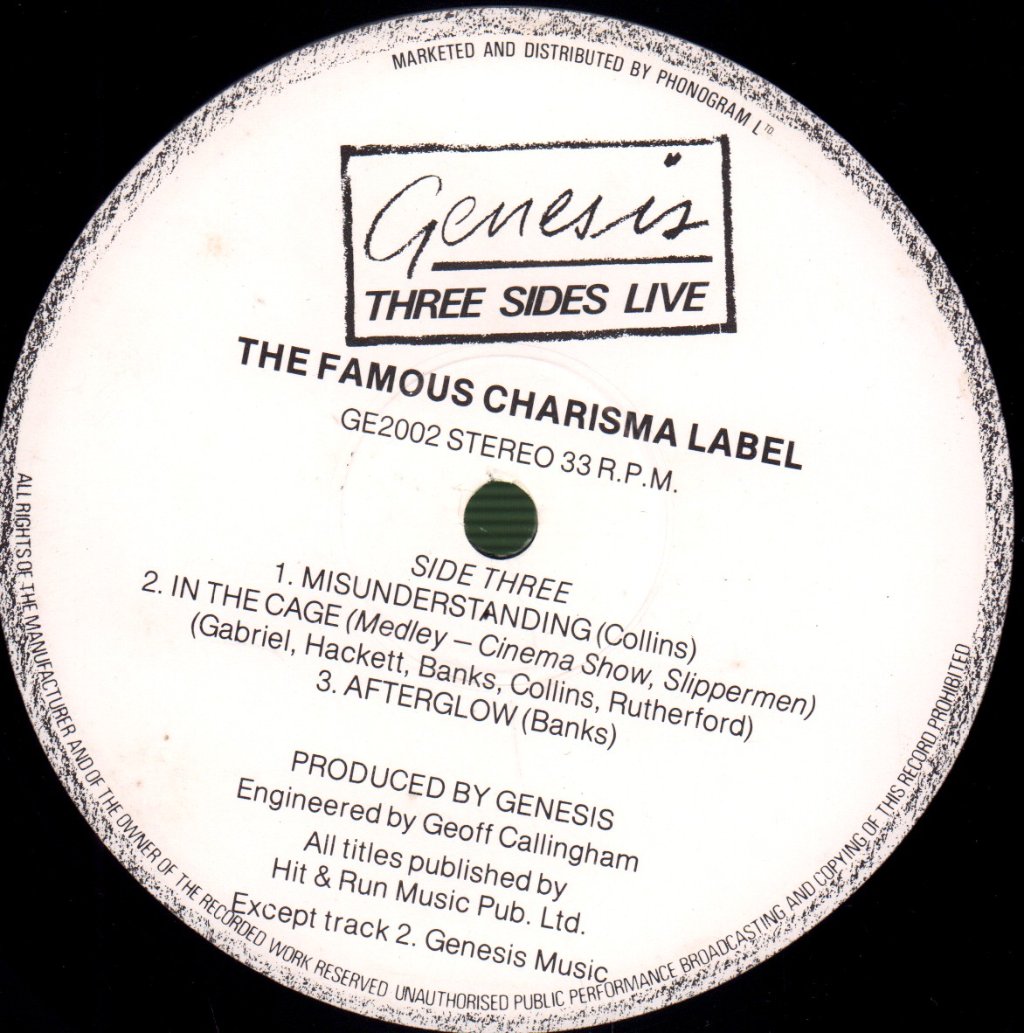 MARKETED AND DISTRIBUTED BY PHONOGRAM LTD.
Genesis
THREE SIDES LIVE
THE FAMOUS CHARISMA LABEL
GE2002 STEREO 33 R.P.M.
SIDE THREE
1. MISUNDERSTANDING (Collins)
2. IN THE CAGE (Medley – Cinema Show, Slippermen)
(Gabriel, Hackett, Banks, Collins, Rutherford)
3. AFTERGLOW (Banks)
PRODUCED BY GENESIS
Engineered by Geoff Callingham
All titles published by
Hit & Run Music Pub. Ltd.
Except track 2. Genesis Music
ALL RIGHTS OF THE MANUFACTURER AND OF THE OWNER OF THE RECORDED WORK RESERVED UNAUTHORISED PUBLIC PERFORMANCE BROADCASTING AND COPYING OF THIS RECORD PROHIBITED